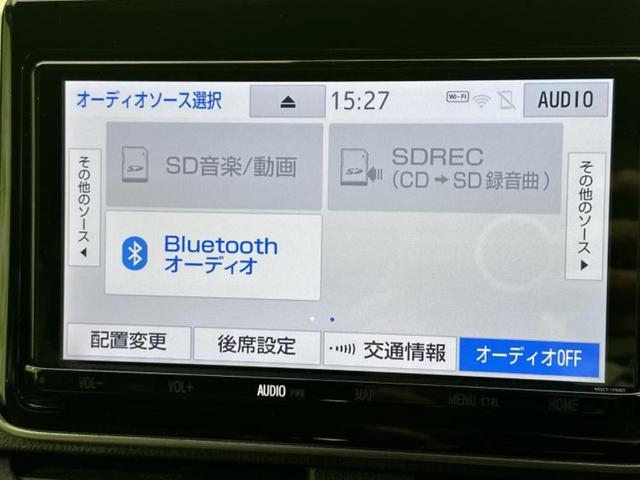 オーディオソース選択
15:27
Wi-Fi
AUDIO
その他のソース
SD音楽/動画
SDREC
(CD➔SD録音曲)
その他のソース
Bluetooth
オーディオ
配置変更
後席設定
交通情報
オーディオOFF
VOL-
VOL+
AUDIO PWR
MAP
MENU CTRL
HOME